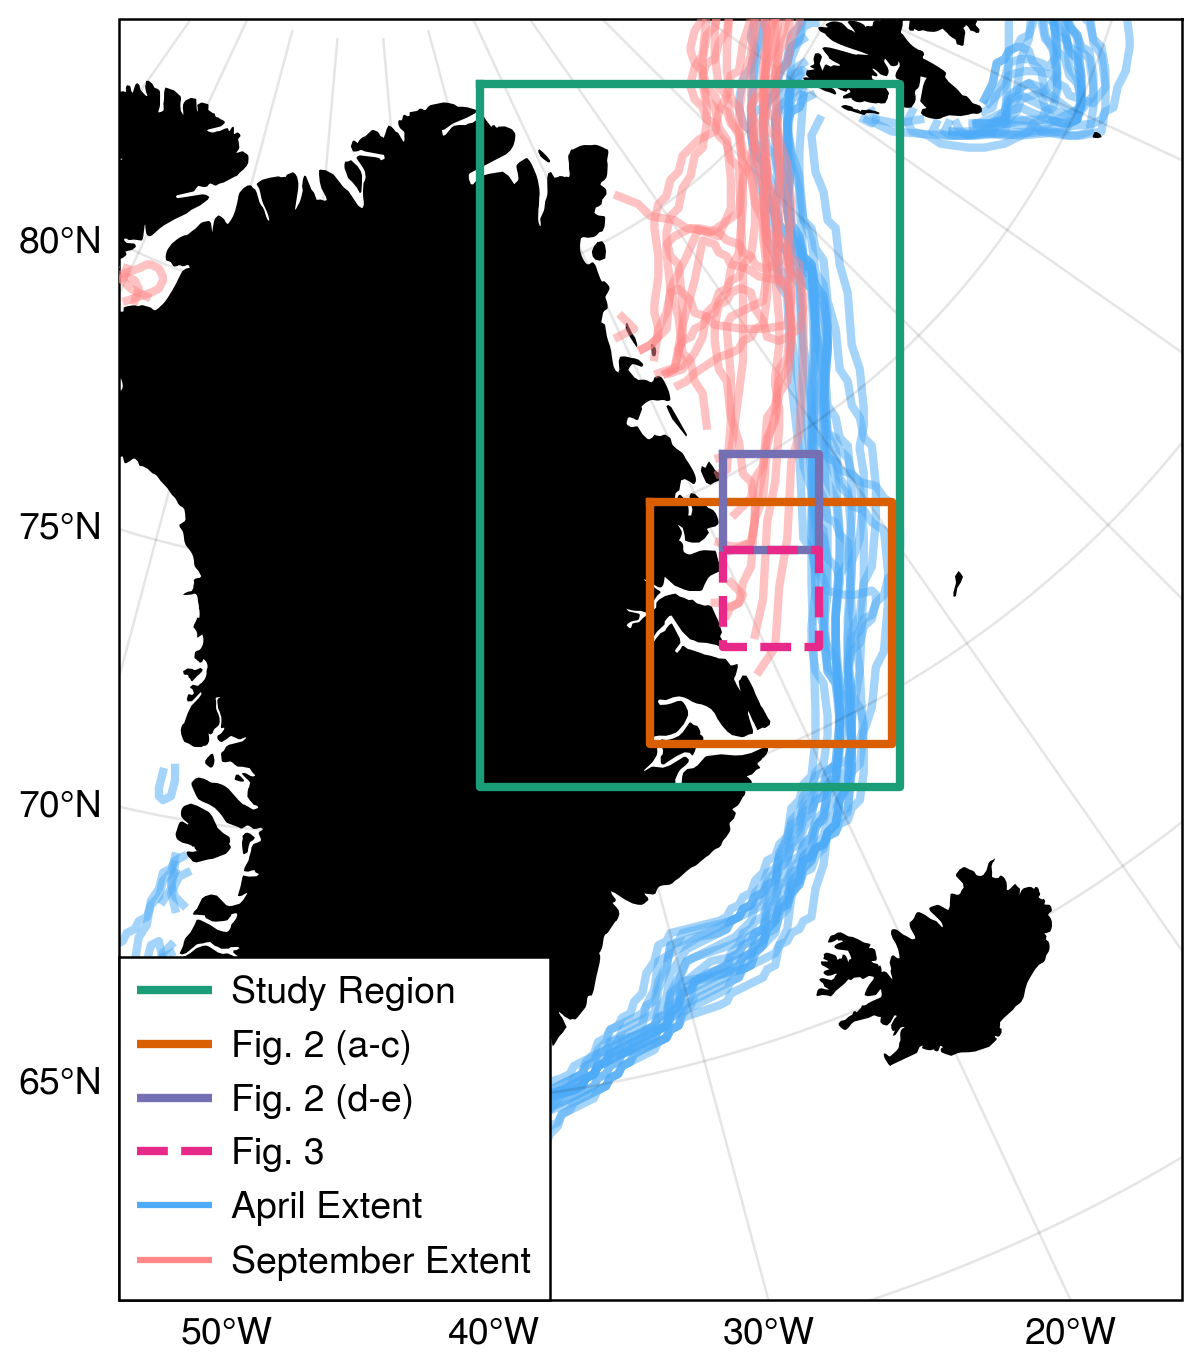 80°N
75°N
70°N
65°N
Study Region
Fig. 2 (a-c)
Fig. 2 (d-e)
Fig. 3
April Extent
September Extent
50°W 40°W 30°W 20°W